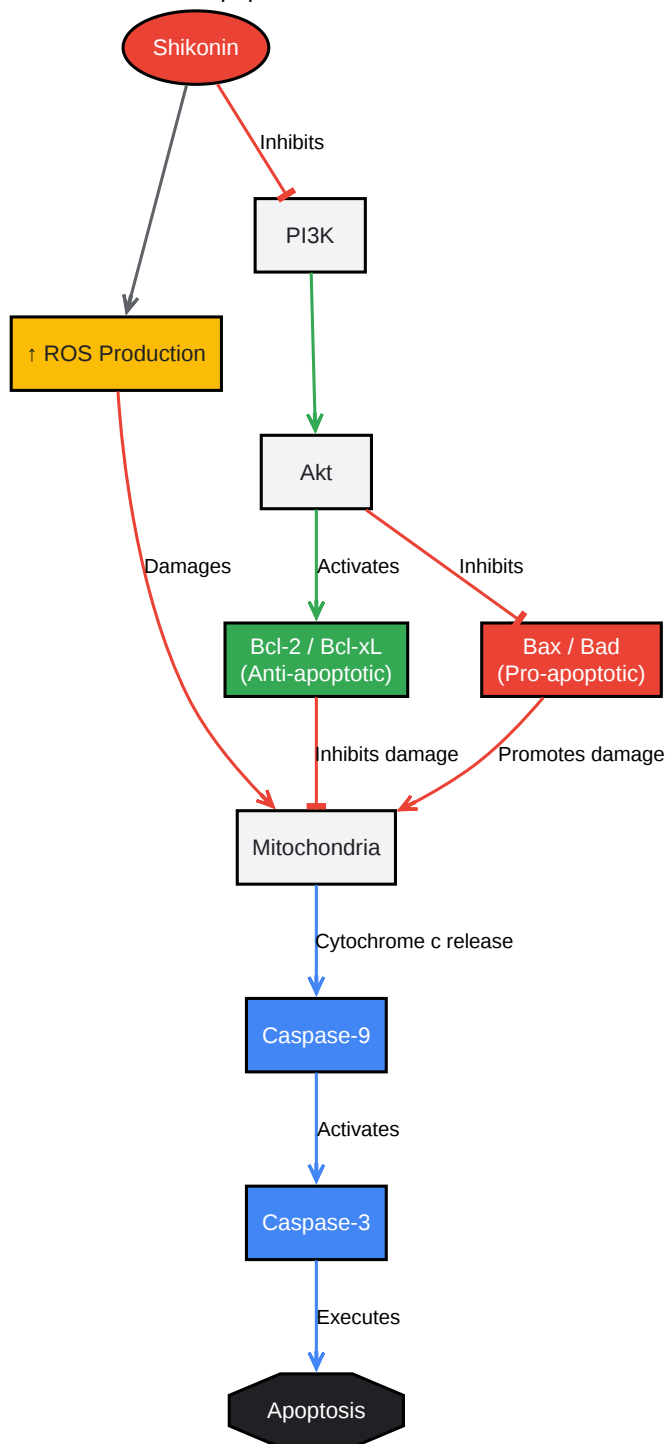 Shikonin
Inhibits
PI3K
↑ ROS Production
Akt
Damages
Activates
Inhibits
Bcl-2 / Bcl-xL
(Anti-apoptotic)
Bax / Bad
(Pro-apoptotic)
Inhibits damage
Promotes damage
Mitochondria
Cytochrome c release
Caspase-9
Activates
Caspase-3
Executes
Apoptosis